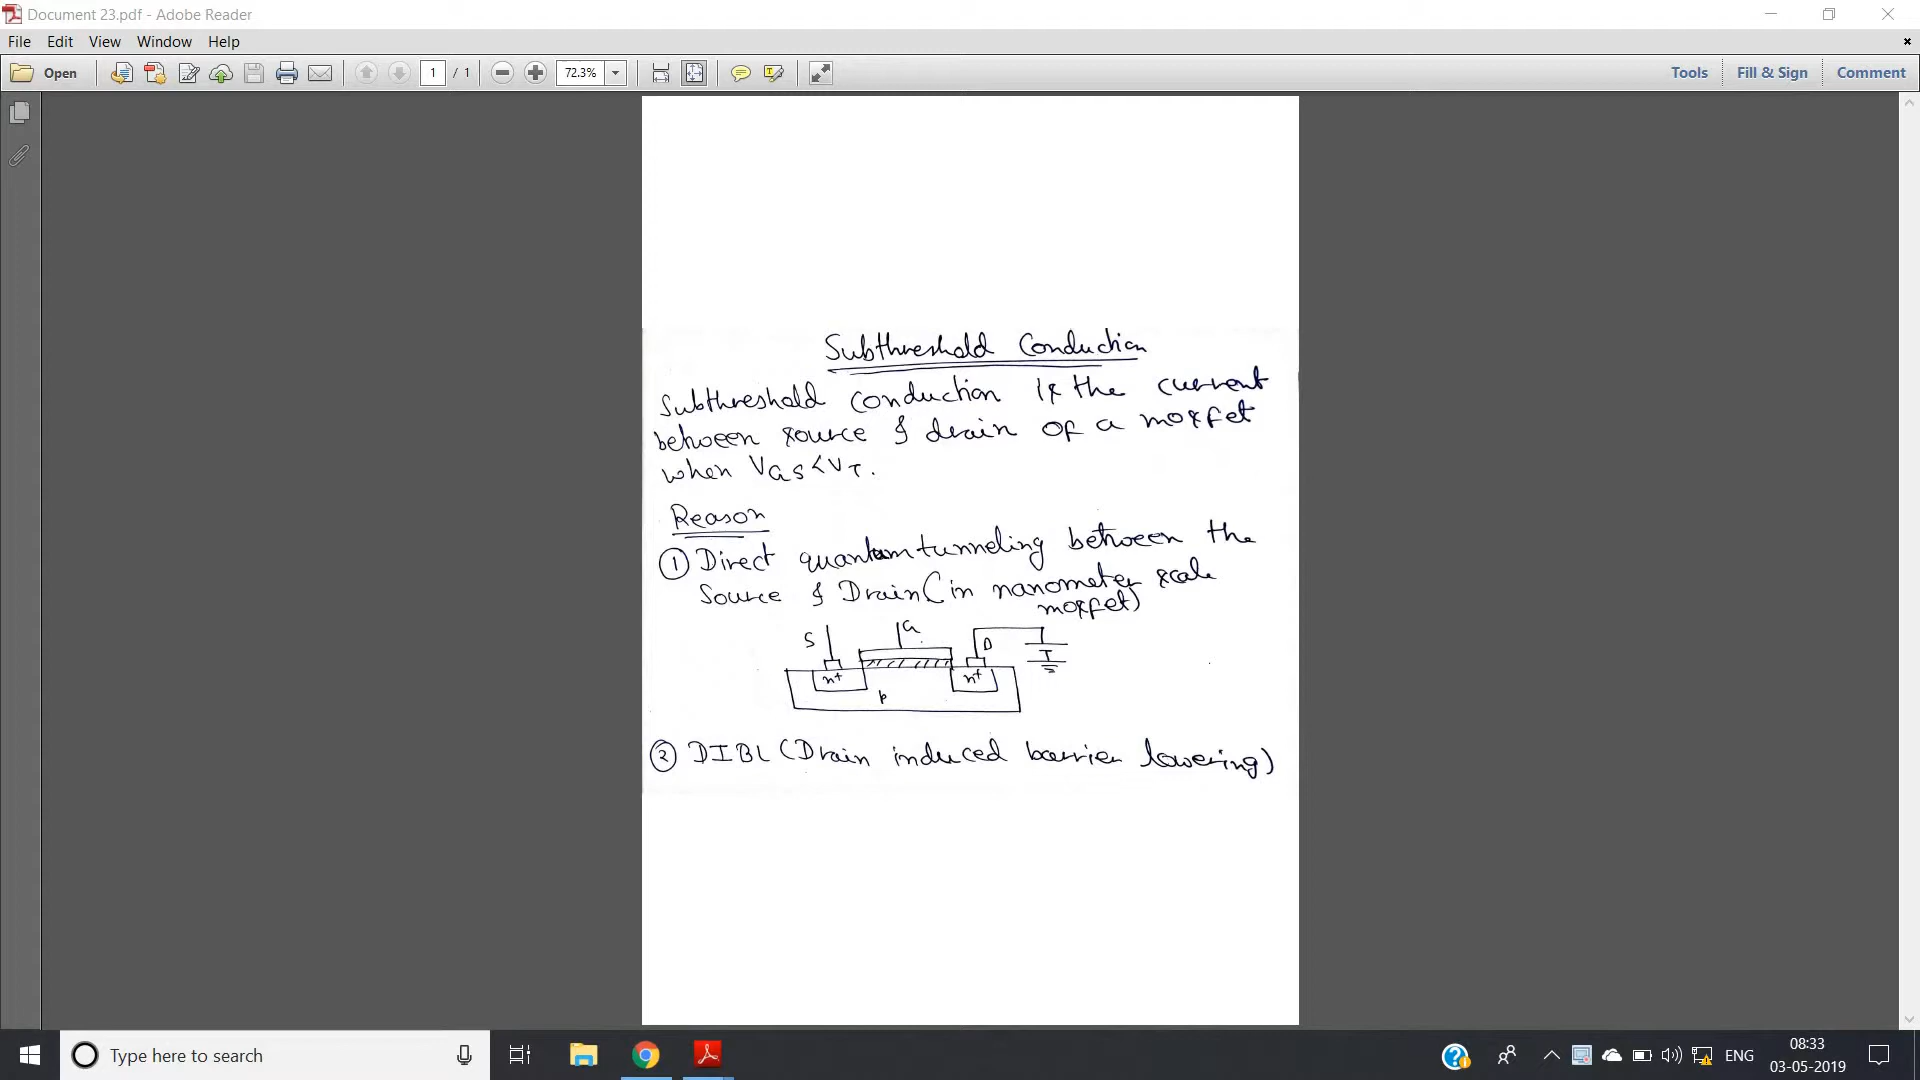 Document 23.pdf - Adobe Reader
File Edit View Window Help
Open 1 / 1 72.3% Tools Fill & Sign Comment
Subthreshold Conduction
Subthreshold conduction is the current
between source & drain of a mosfet
when VGS<VT.
Reason
① Direct quantum tunneling between the
Source & Drain (in nanometer scale
mosfet)
S G D
n+ n+
p
② DIBL (Drain induced barrier lowering)
Type here to search
ENG
08:33
03-05-2019